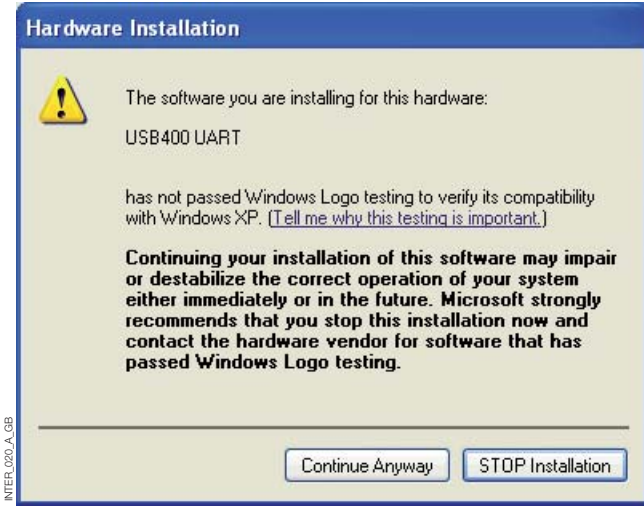 Hardware Installation
The software you are installing for this hardware:
USB400 UART
has not passed Windows Logo testing to verify its compatibility
with Windows XP. (Tell me why this testing is important.)
Continuing your installation of this software may impair
or destabilize the correct operation of your system
either immediately or in the future. Microsoft strongly
recommends that you stop this installation now and
contact the hardware vendor for software that has
passed Windows Logo testing.
Continue Anyway
STOP Installation
INTER_020_A_GB